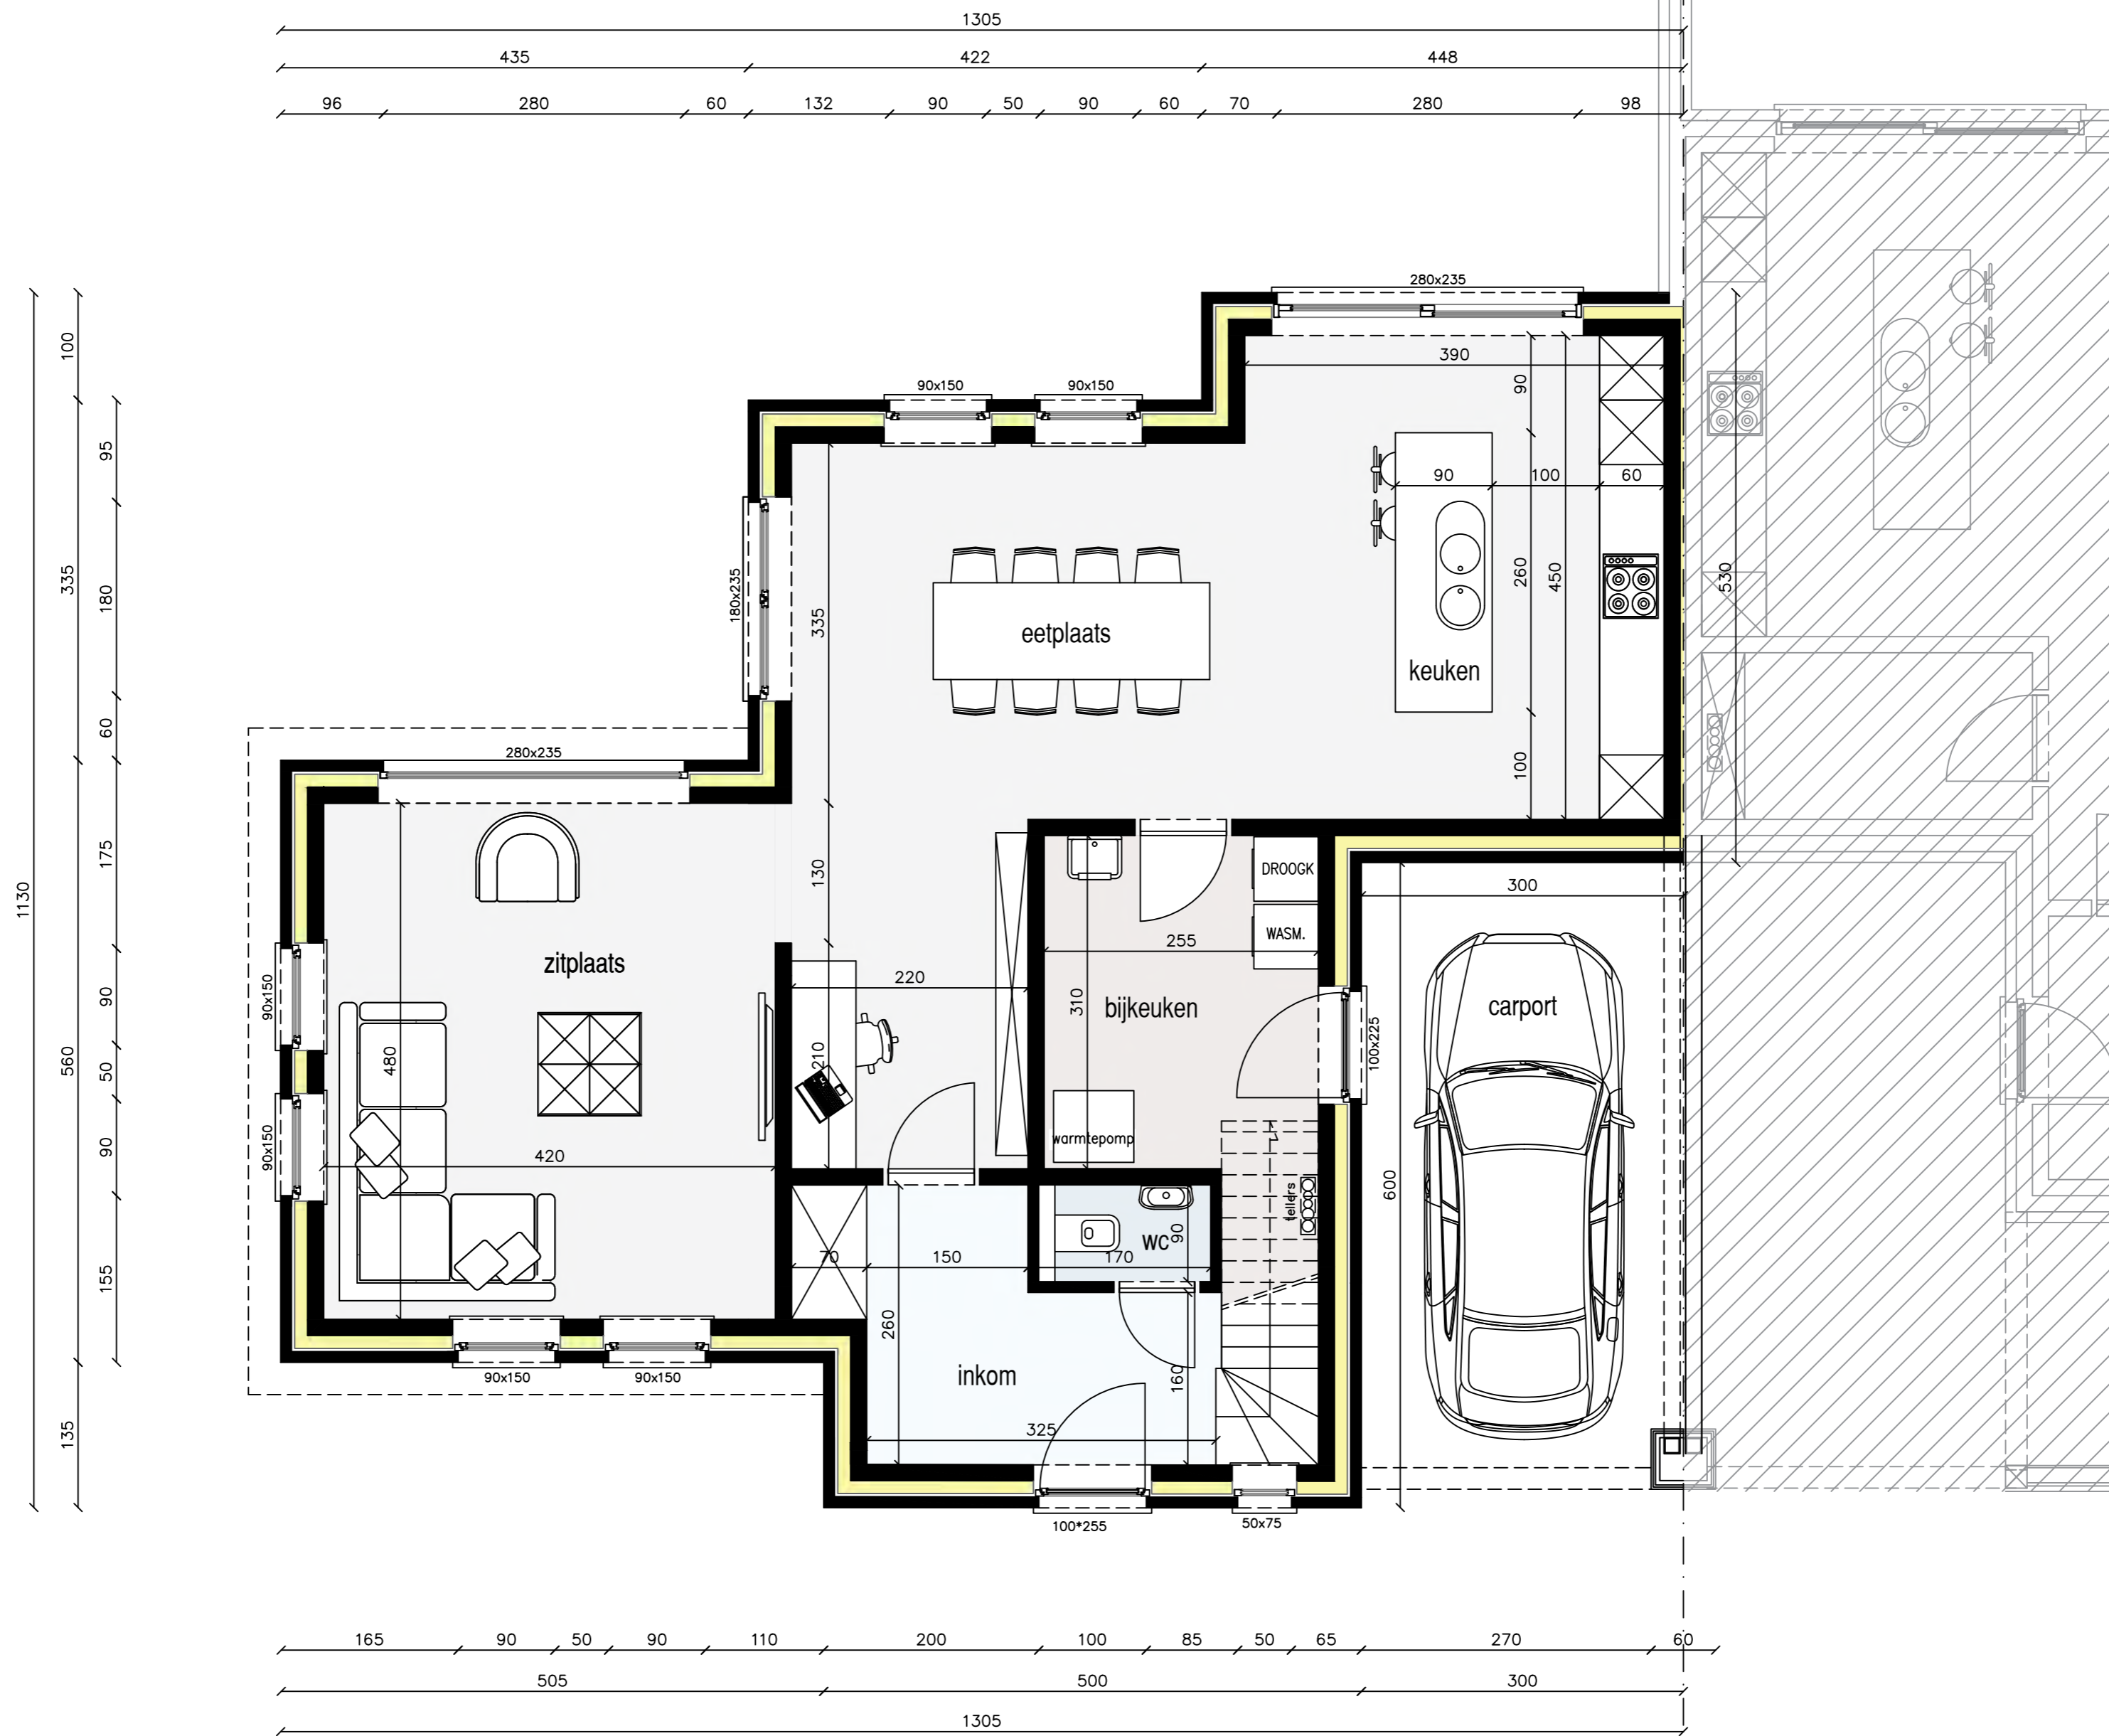 1305
435 422 448
96 280 60 132 90 50 90 60 70 280 98
280x235
100
390
90x150 90x150
90
95
90 100 60
335
180
180x235
335
260
450
530
eetplaats
keuken
60
280x235
100
175
130
DROOGK
300
1130
WASM.
255
zitplaats
220
90
90x150
310
bijkeuken
carport
560
50
480
210
100x225
90
90x150
warmtepomp
420
600
tellers
90
wc
70 150 170
155
260
160
inkom
90x150 90x150
135
325
100*255
50x75
165 90 50 90 110 200 100 85 50 65 270 60
505 500 300
1305